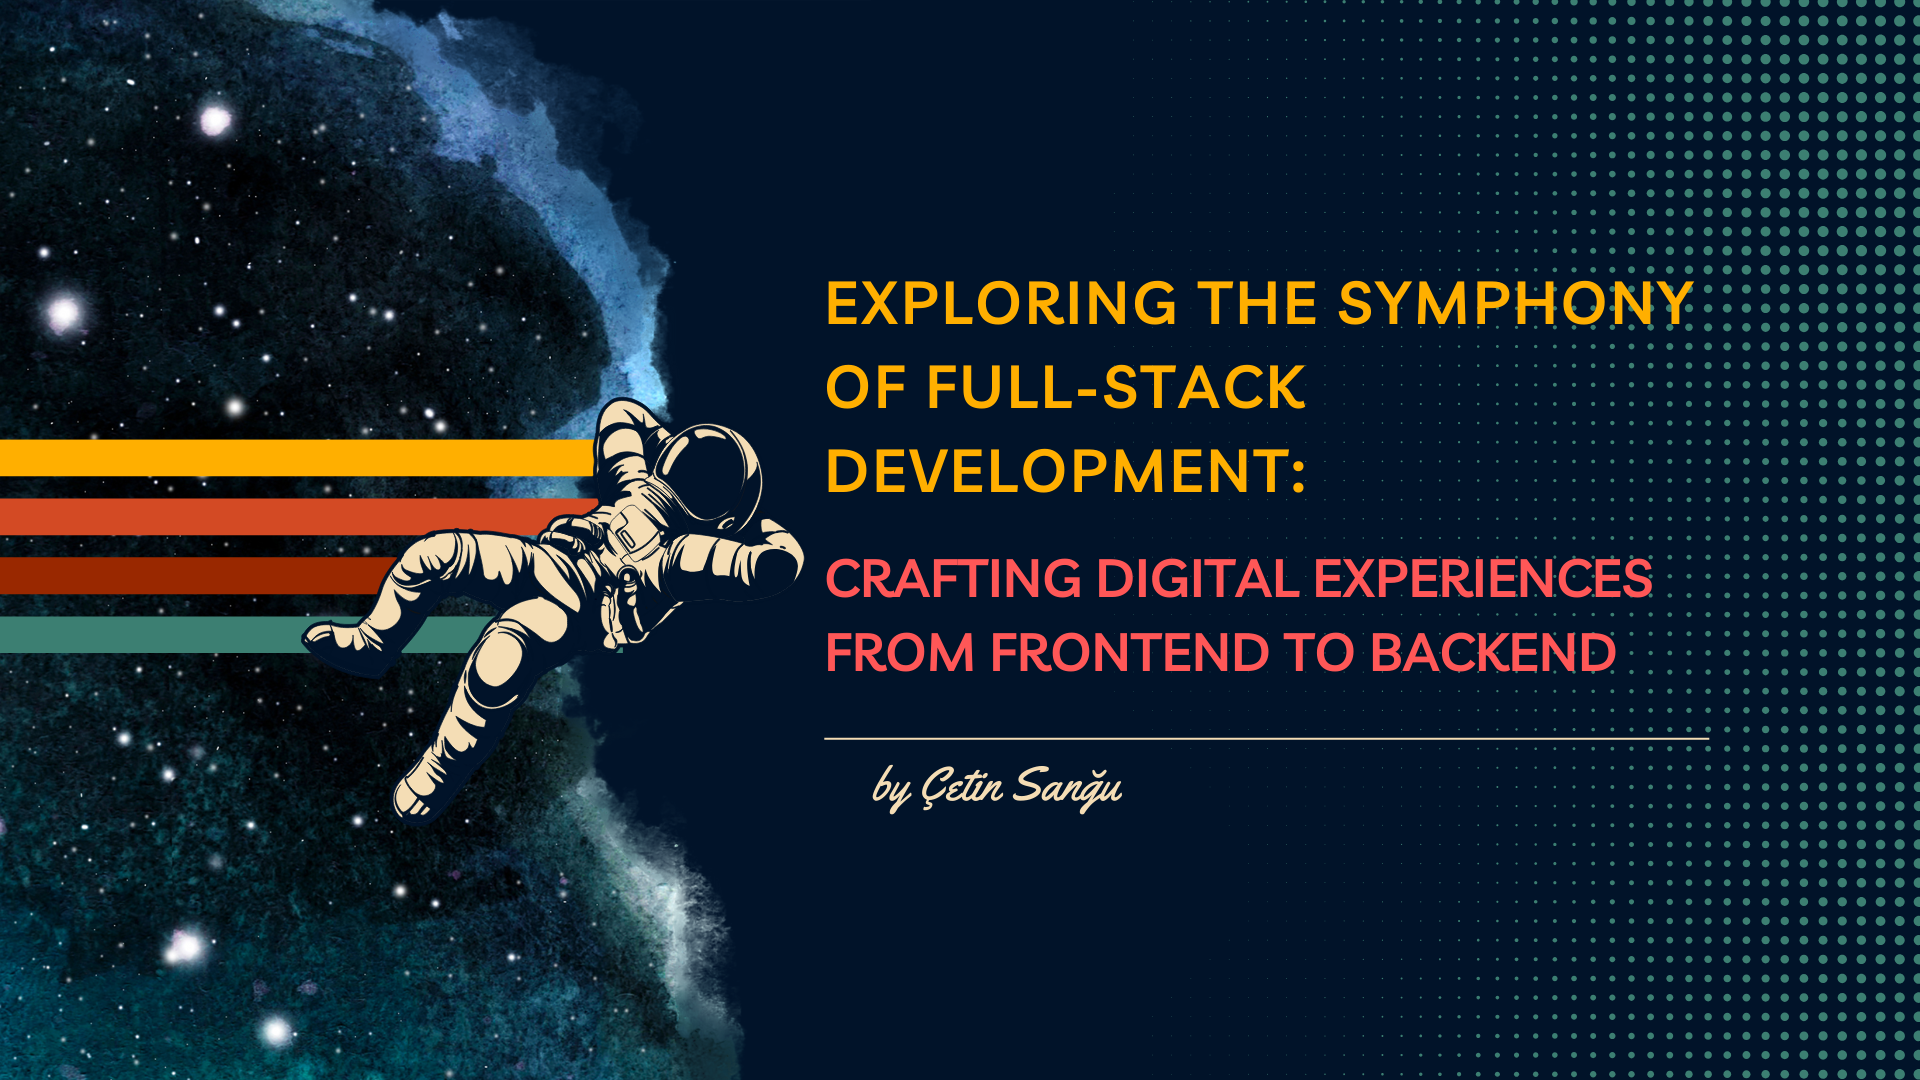 EXPLORING THE SYMPHONY
OF FULL-STACK
DEVELOPMENT:
CRAFTING DIGITAL EXPERIENCES
FROM FRONTEND TO BACKEND
by Çetin Sanğu